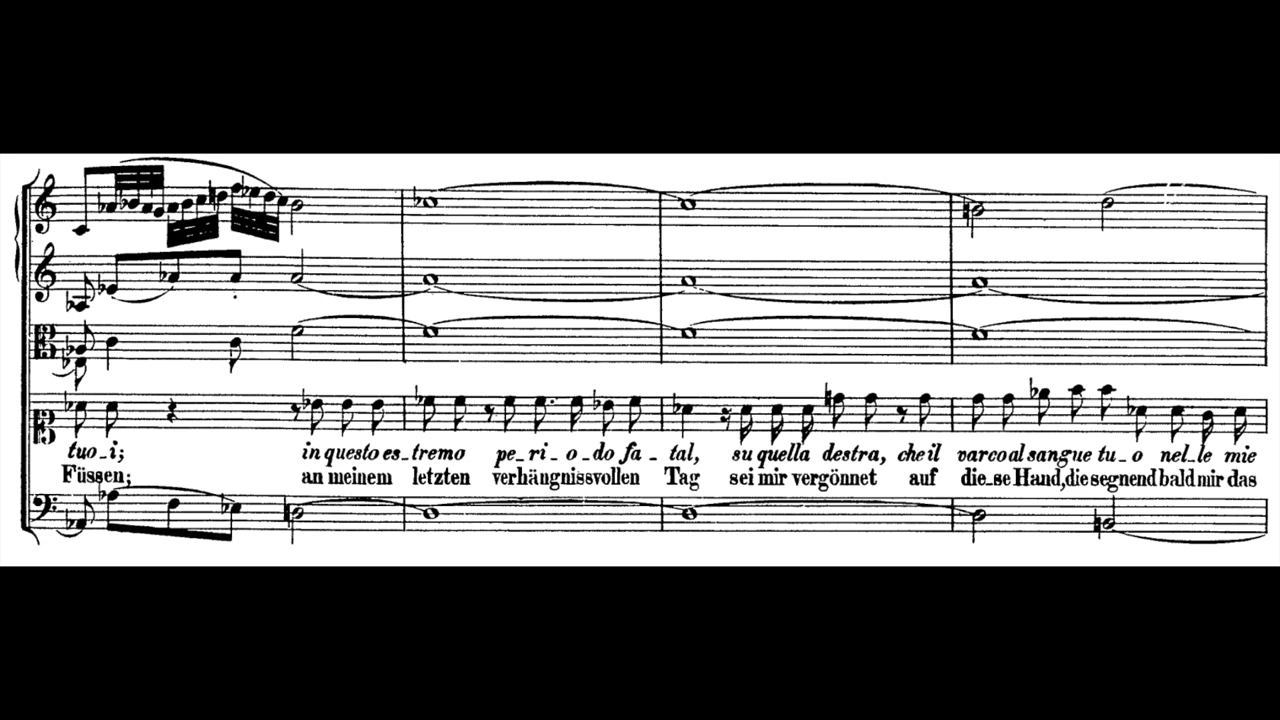 tuo_i; in questo es_tremo pe_ri_o_do fa_tal, su quella destra, che il varco al sangue tu_o nel_le mie
Füssen; an meinem letzten verhängnissvollen Tag sei mir vergönnet auf die_se Hand, die segnend bald mir das